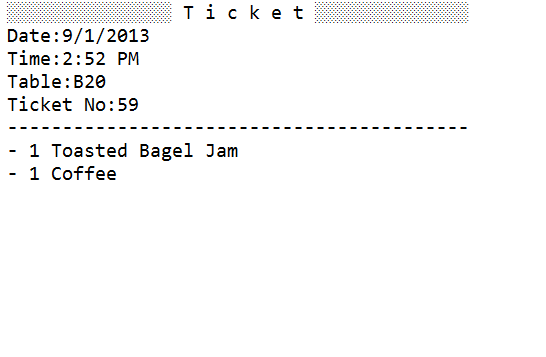 T i c k e t
Date:9/1/2013
Time:2:52 PM
Table:B20
Ticket No:59
------------------------------------------
- 1 Toasted Bagel Jam
- 1 Coffee